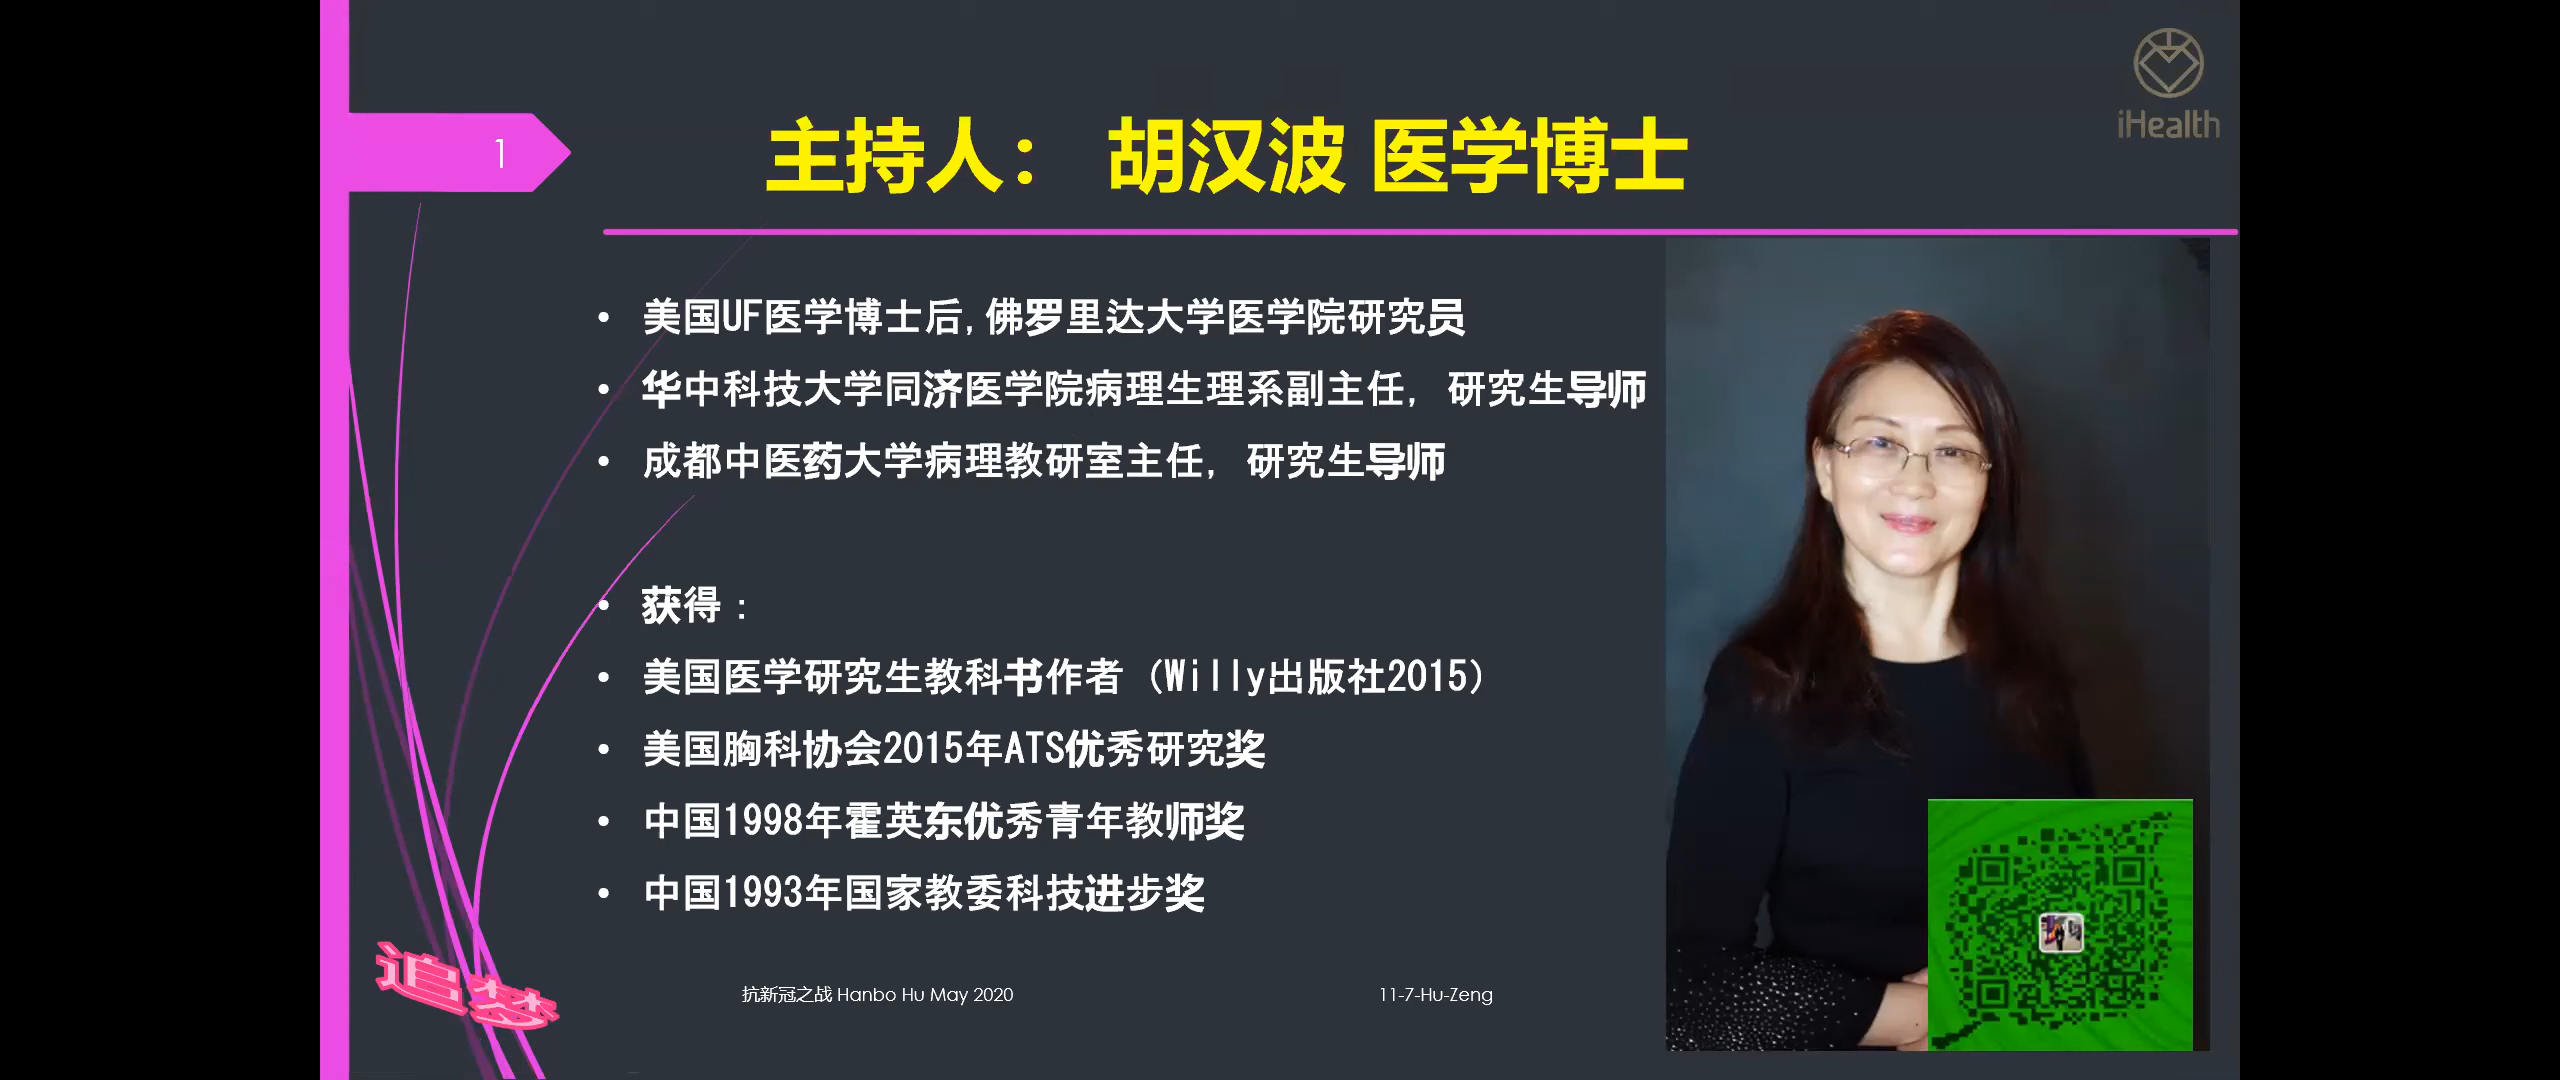 iHealth
1
主持人： 胡汉波 医学博士
美国UF医学博士后,佛罗里达大学医学院研究员
华中科技大学同济医学院病理生理系副主任，研究生导师
成都中医药大学病理教研室主任，研究生导师
获得：
美国医学研究生教科书作者（Willy出版社2015）
美国胸科协会2015年ATS优秀研究奖
中国1998年霍英东优秀青年教师奖
中国1993年国家教委科技进步奖
追梦
抗新冠之战 Hanbo Hu May 2020
11-7-Hu-Zeng